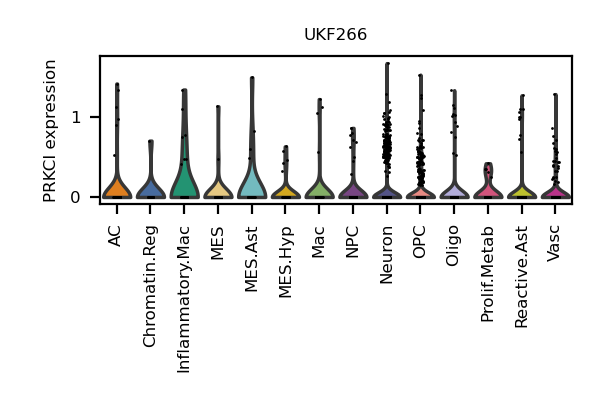 UKF266
PRKCI expression
1
0
AC
Chromatin.Reg
Inflammatory.Mac
MES
MES.Ast
MES.Hyp
Mac
NPC
Neuron
OPC
Oligo
Prolif.Metab
Reactive.Ast
Vasc